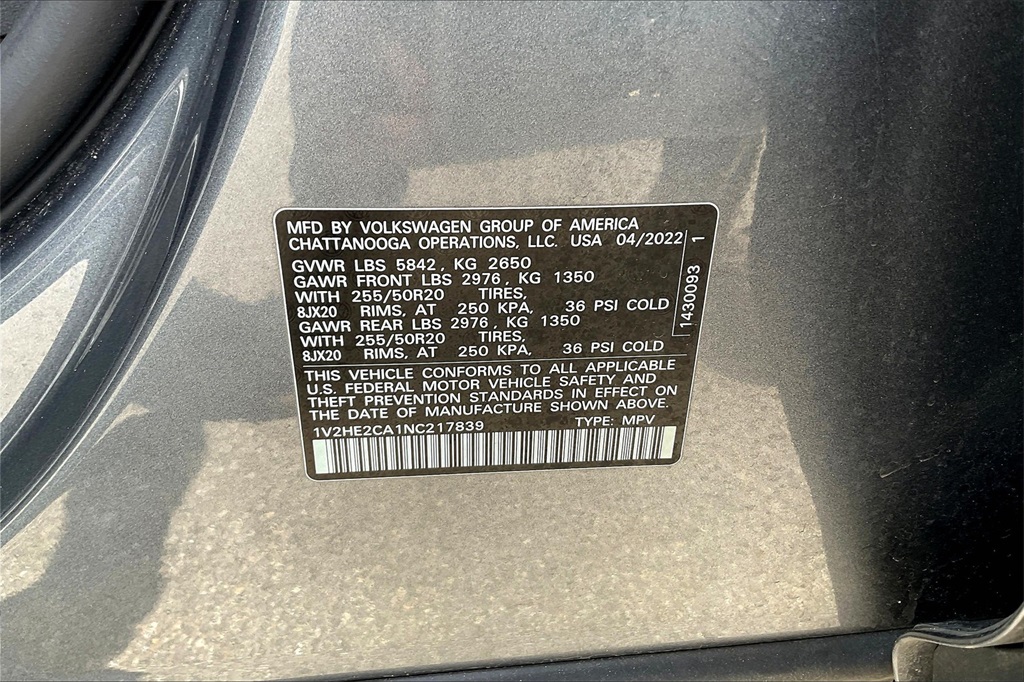 MFD BY VOLKSWAGEN GROUP OF AMERICA
CHATTANOOGA OPERATIONS, LLC. USA 04/2022
GVWR LBS 5842, KG 2650
GAWR FRONT LBS 2976, KG 1350
WITH 255/50R20 TIRES,
8JX20 RIMS, AT 250 KPA, 36 PSI COLD
GAWR REAR LBS 2976, KG 1350
WITH 255/50R20 TIRES,
8JX20 RIMS, AT 250 KPA, 36 PSI COLD
1430093 1
THIS VEHICLE CONFORMS TO ALL APPLICABLE
U.S. FEDERAL MOTOR VEHICLE SAFETY AND
THEFT PREVENTION STANDARDS IN EFFECT ON
THE DATE OF MANUFACTURE SHOWN ABOVE.
1V2HE2CA1NC217839 TYPE: MPV